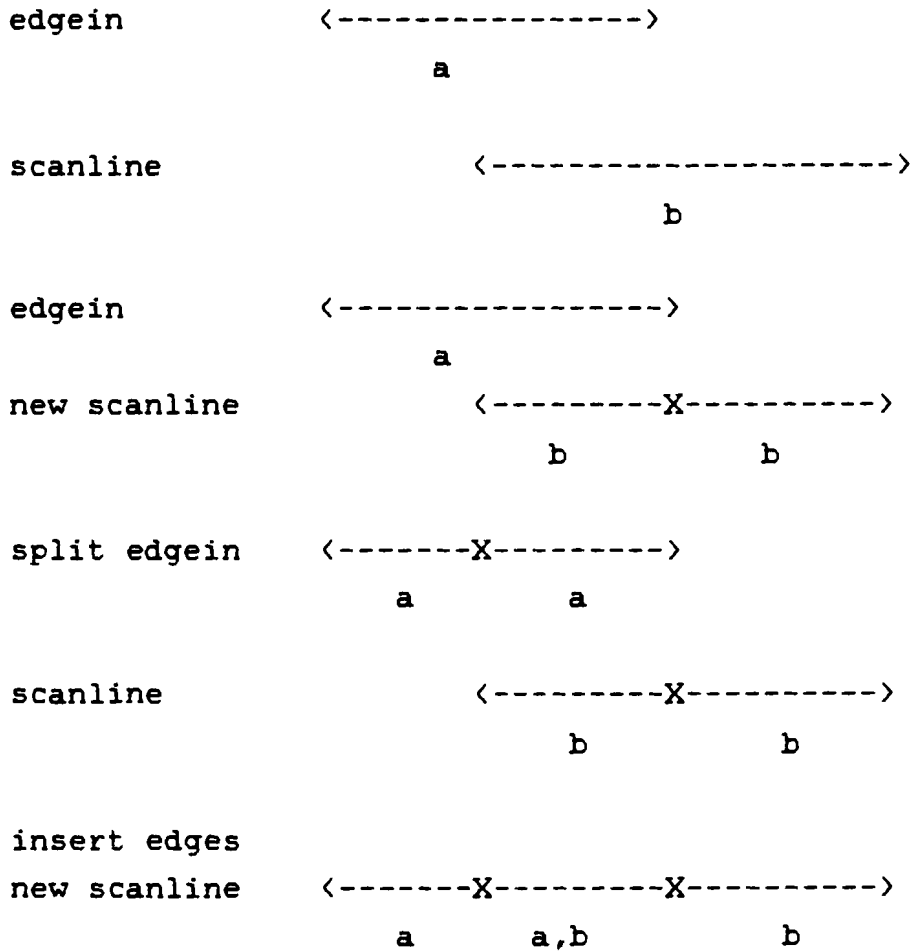 edgein <---------------->
a
scanline <--------------------->
b
edgein <----------------->
a
new scanline <---------X---------->
b b
split edgein <-------X--------->
a a
scanline <---------X---------->
b b
insert edges
new scanline <-------X---------X---------->
a a,b b